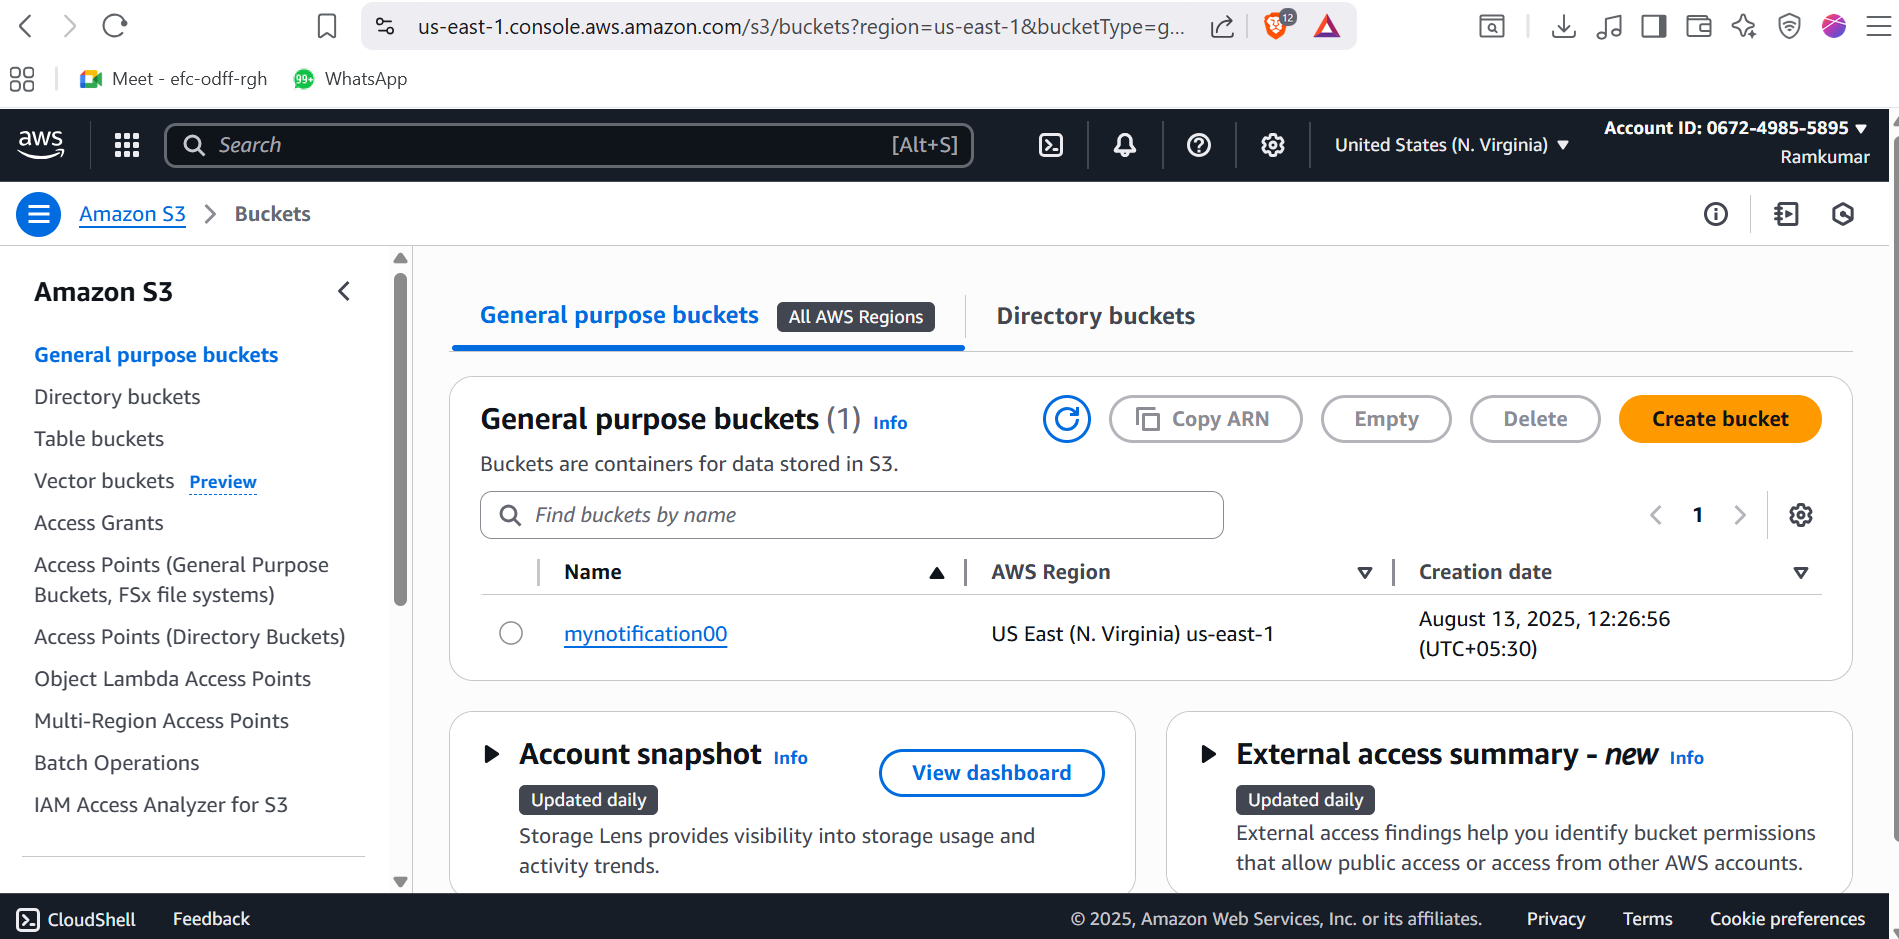 us-east-1.console.aws.amazon.com/s3/buckets?region=us-east-1&bucketType=g...
12
Meet - efc-odff-rgh
99+
WhatsApp
aws
Search
[Alt+S]
United States (N. Virginia)
Account ID: 0672-4985-5895
Ramkumar
Amazon S3
Buckets
Amazon S3
General purpose buckets
Directory buckets
Table buckets
Vector buckets Preview
Access Grants
Access Points (General Purpose
Buckets, FSx file systems)
Access Points (Directory Buckets)
Object Lambda Access Points
Multi-Region Access Points
Batch Operations
IAM Access Analyzer for S3
General purpose buckets All AWS Regions
Directory buckets
General purpose buckets (1) Info
Copy ARN
Empty
Delete
Create bucket
Buckets are containers for data stored in S3.
Find buckets by name
1
Name
AWS Region
Creation date
mynotification00
US East (N. Virginia) us-east-1
August 13, 2025, 12:26:56
(UTC+05:30)
Account snapshot Info
View dashboard
Updated daily
Storage Lens provides visibility into storage usage and
activity trends.
External access summary - new Info
Updated daily
External access findings help you identify bucket permissions
that allow public access or access from other AWS accounts.
CloudShell
Feedback
© 2025, Amazon Web Services, Inc. or its affiliates.
Privacy
Terms
Cookie preferences